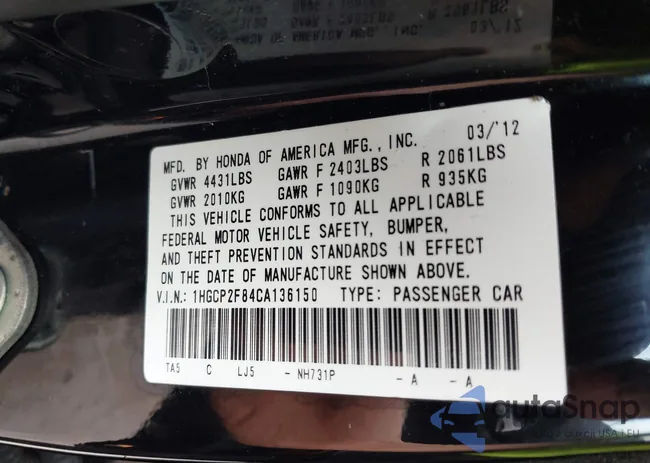 MFD. BY HONDA OF AMERICA MFG., INC. 03/'12
GVWR 4431LBS GAWR F 2403LBS R 2061LBS
GVWR 2010KG GAWR F 1090KG R 935KG
THIS VEHICLE CONFORMS TO ALL APPLICABLE
FEDERAL MOTOR VEHICLE SAFETY, BUMPER,
AND THEFT PREVENTION STANDARDS IN EFFECT
ON THE DATE OF MANUFACTURE SHOWN ABOVE.
V.I.N.: 1HGCP2F84CA136150 TYPE: PASSENGER CAR
TA5 C LJ5 - NH731P - A - A
autoSnap